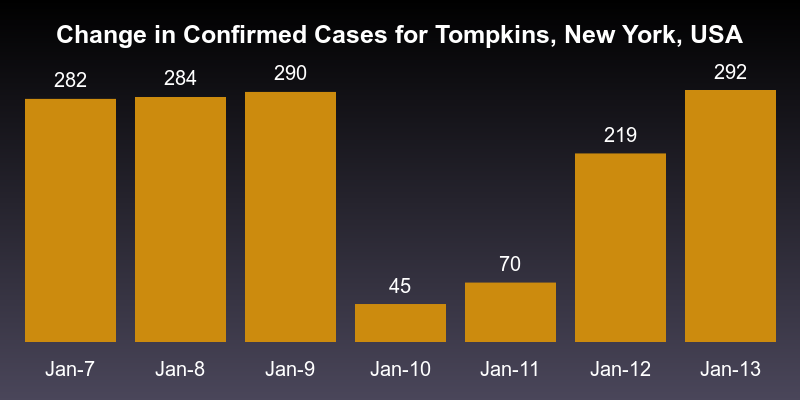 Change in Confirmed Cases for Tompkins, New York, USA
282 284 290 45 70 219 292
Jan-7 Jan-8 Jan-9 Jan-10 Jan-11 Jan-12 Jan-13